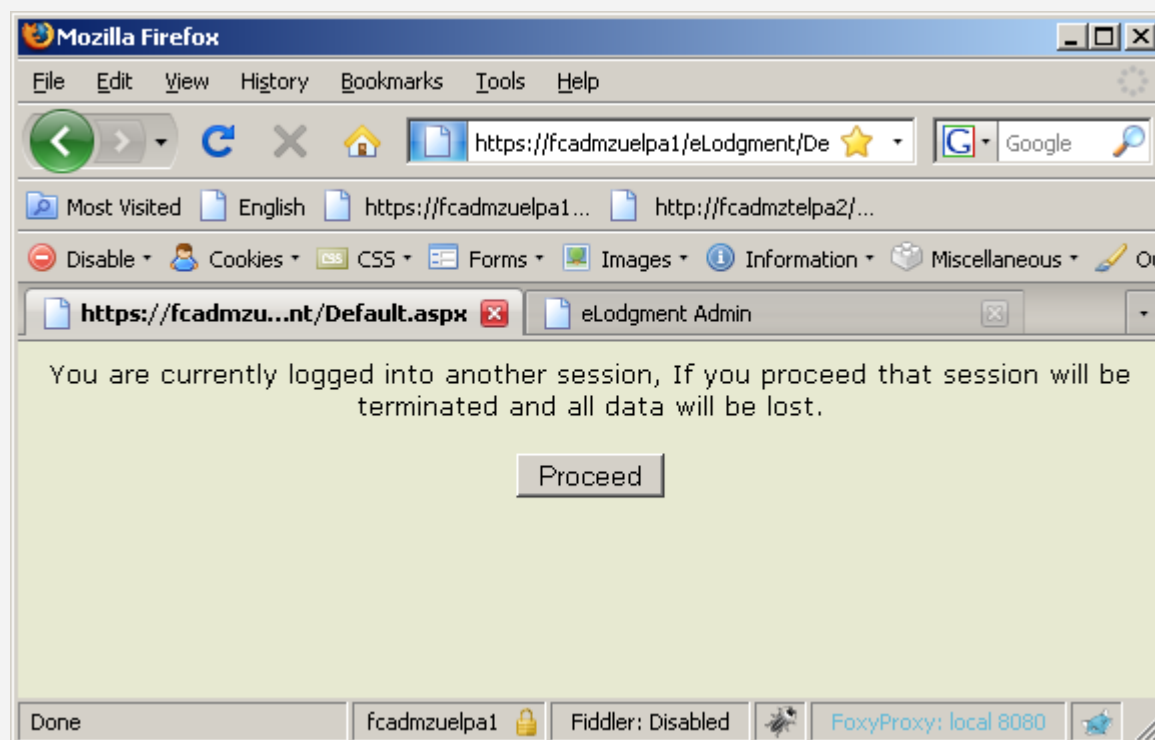 Mozilla Firefox
File Edit View History Bookmarks Tools Help
https://fcadmzuelpa1/eLodgment/De G Google
Most Visited English https://fcadmzuelpa1... http://fcadmztelpa2/...
Disable Cookies CSS CSS Forms Images Information Miscellaneous
https://fcadmzu...nt/Default.aspx eLodgment Admin
You are currently logged into another session, If you proceed that session will be
terminated and all data will be lost.
Proceed
Done fcadmzuelpa1 Fiddler: Disabled FoxyProxy: local 8080